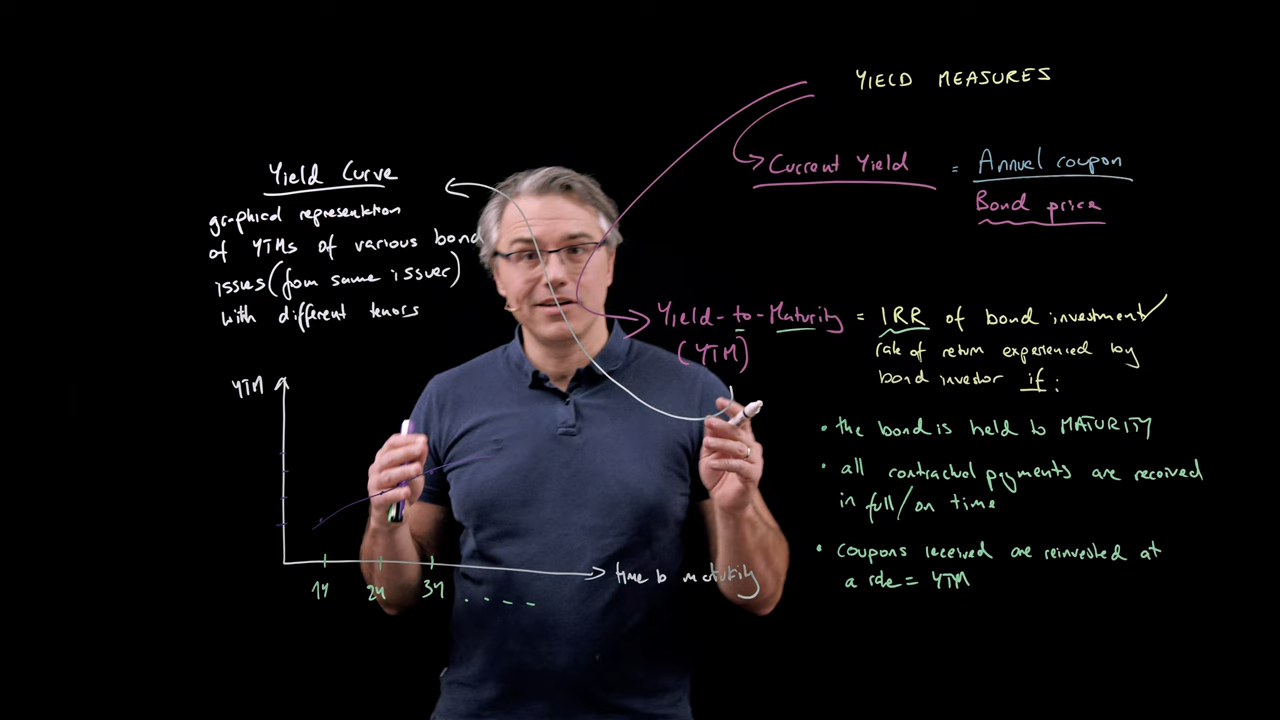 YIELD MEASURES
Current Yield = Annual coupon
Bond price
Yield Curve
graphical representation
of YTMs of various bond
issues (from same issuer)
with different tenors
Yield-to-Maturity = IRR of bond investment
(YTM)
rate of return experienced by
bond investor if:
• the bond is held to MATURITY
• all contractual payments are received
in full/on time
• coupons received are reinvested at
a rate = YTM
YTM
time to maturity
1Y 2Y 3Y